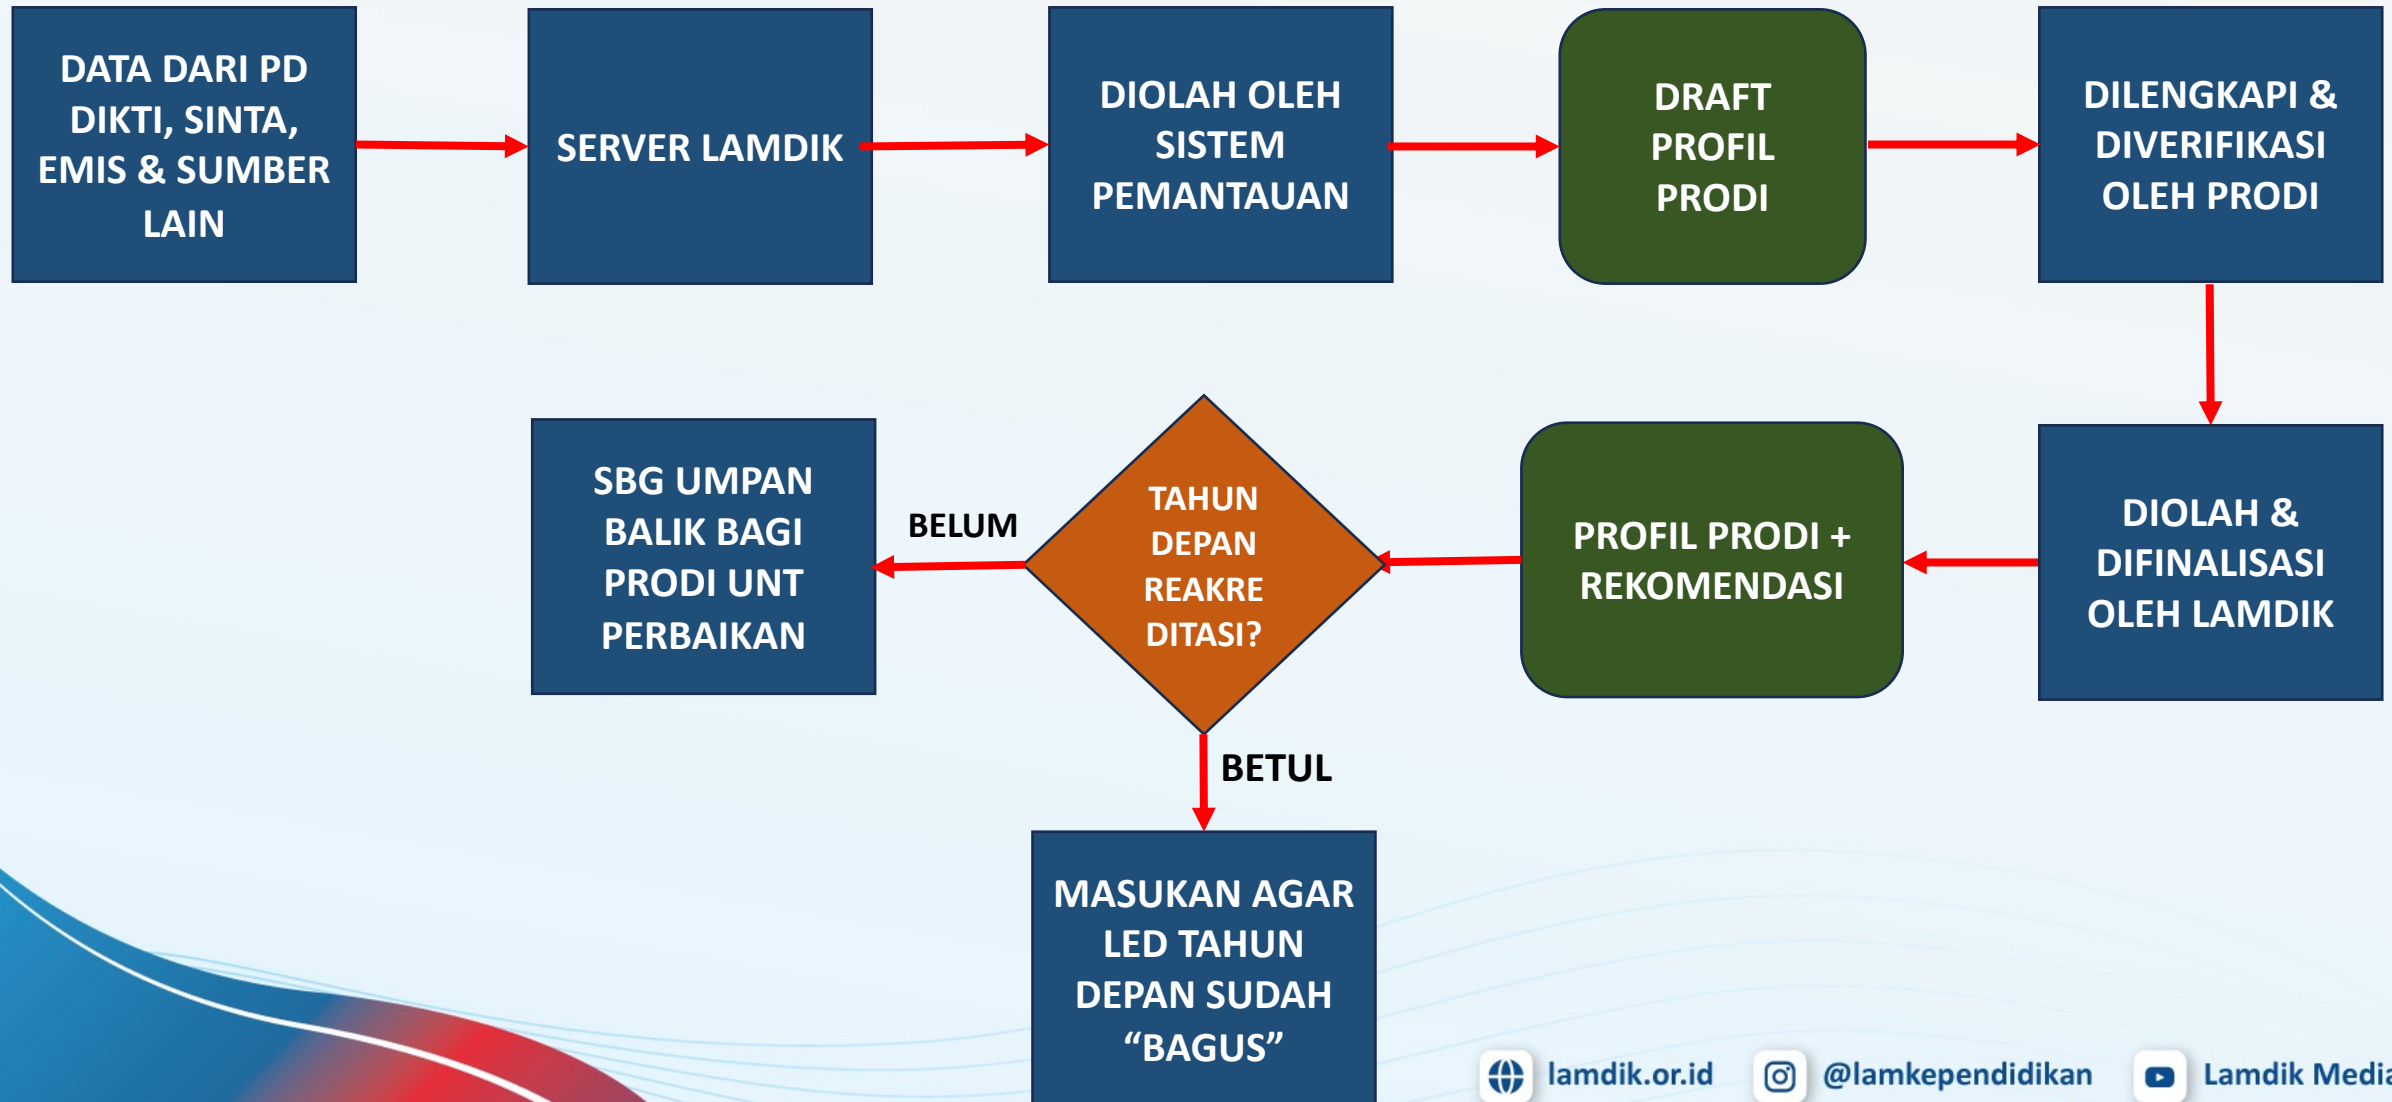 DATA DARI PD
DIKTI, SINTA,
EMIS & SUMBER
LAIN
SERVER LAMDIK
DIOLAH OLEH
SISTEM
PEMANTAUAN
DRAFT
PROFIL
PRODI
DILENGKAPI &
DIVERIFIKASI
OLEH PRODI
SBG UMPAN
BALIK BAGI
PRODI UNT
PERBAIKAN
BELUM
TAHUN
DEPAN
REAKRE
DITASI?
PROFIL PRODI +
REKOMENDASI
DIOLAH &
DIFINALISASI
OLEH LAMDIK
BETUL
MASUKAN AGAR
LED TAHUN
DEPAN SUDAH
“BAGUS”
lamdik.or.id
@lamkependidikan
Lamdik Media